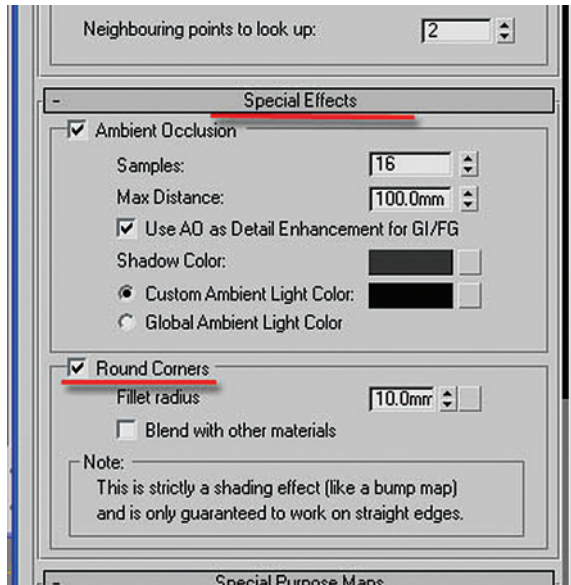 Neighbouring points to look up: 2
- Special Effects
Ambient Occlusion
Samples: 16
Max Distance: 100.0mm
Use AO as Detail Enhancement for GI/FG
Shadow Color:
Custom Ambient Light Color:
Global Ambient Light Color
Round Corners
Fillet radius 10.0mm
Blend with other materials
Note:
This is strictly a shading effect (like a bump map)
and is only guaranteed to work on straight edges.
- Special Purpose Maps